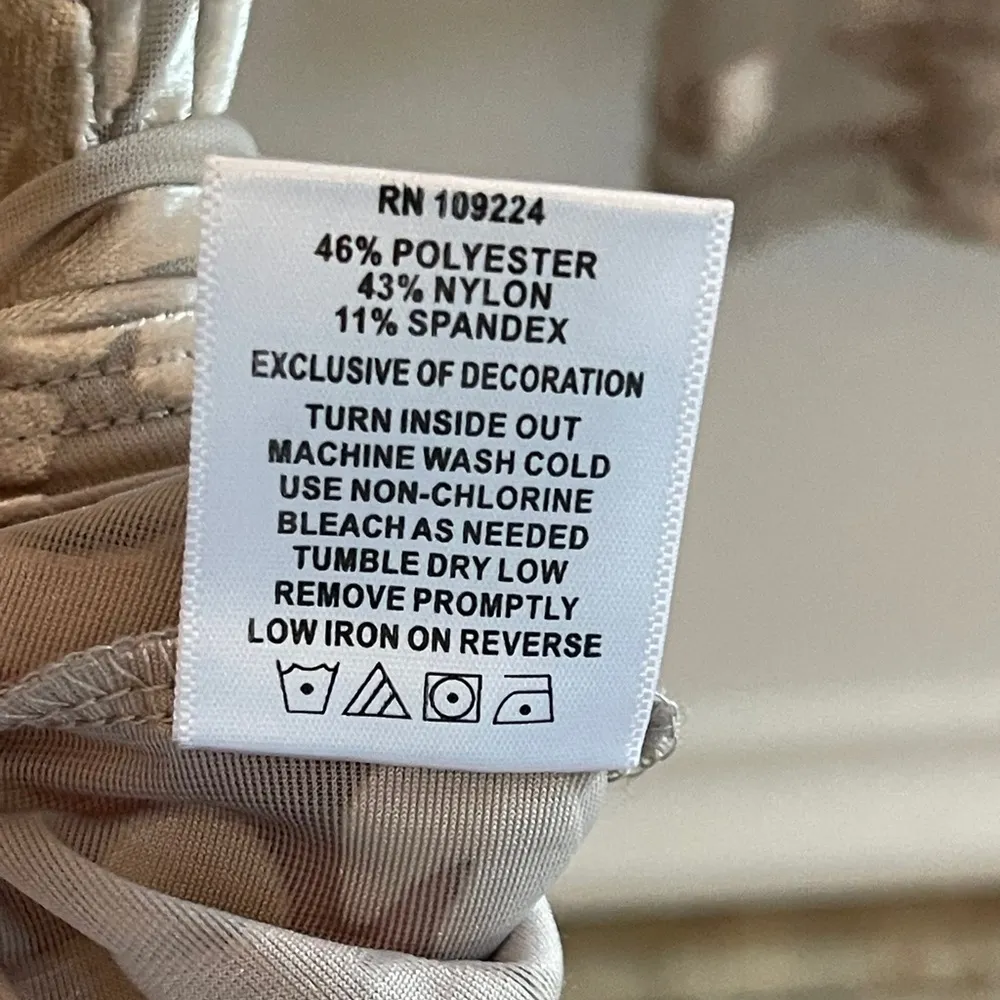 RN 109224
46% POLYESTER
43% NYLON
11% SPANDEX
EXCLUSIVE OF DECORATION
TURN INSIDE OUT
MACHINE WASH COLD
USE NON-CHLORINE
BLEACH AS NEEDED
TUMBLE DRY LOW
REMOVE PROMPTLY
LOW IRON ON REVERSE